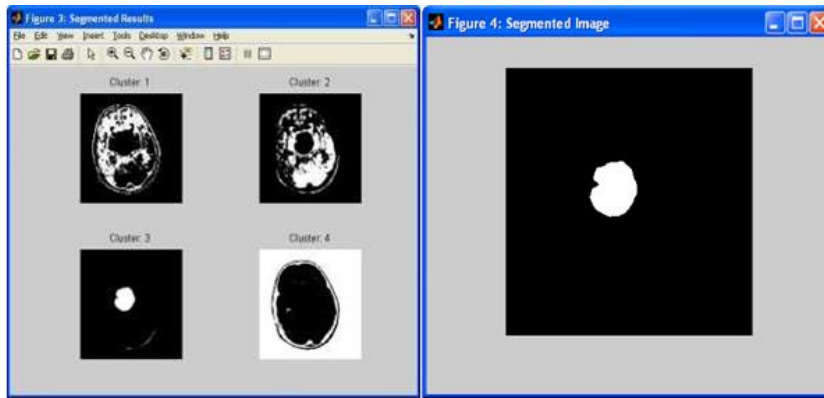 Figure 3: Segmented Results
File Edit View Insert Tools Desktop Window Help
Cluster: 1
Cluster: 2
Cluster: 3
Cluster: 4
Figure 4: Segmented Image